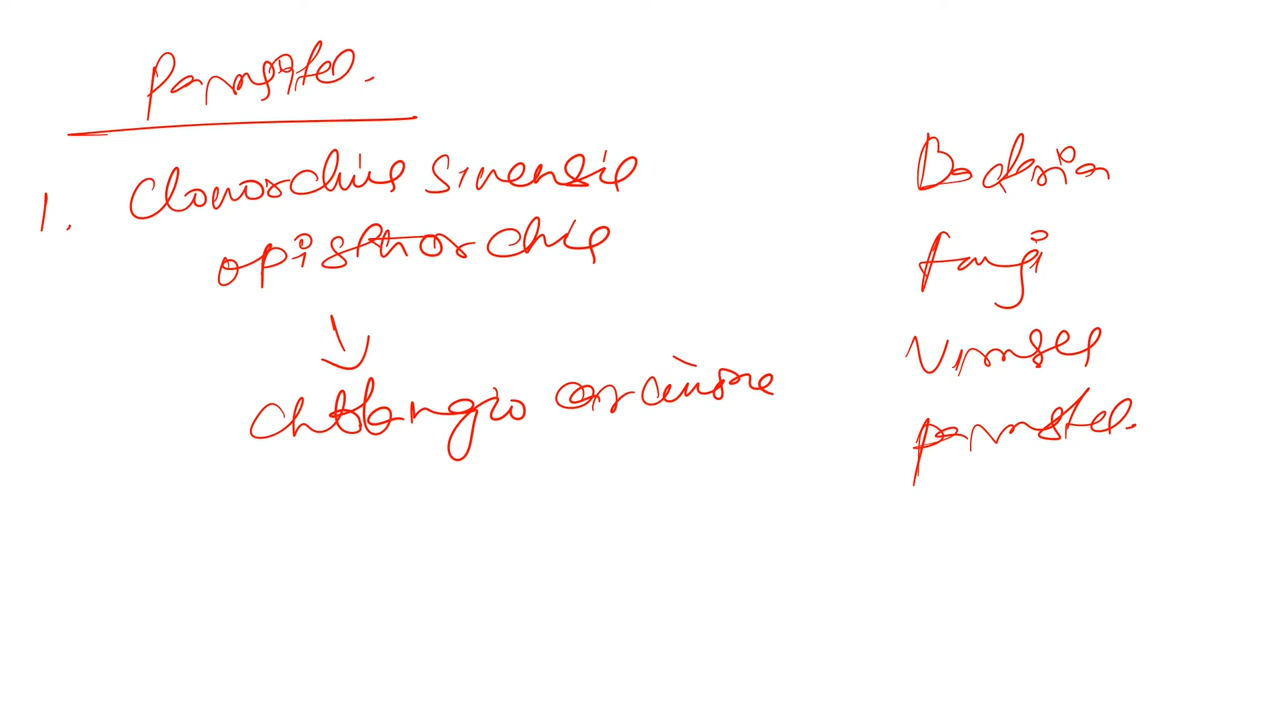 Parasites.
1. Clonorchis sinensis
opisthorchis
↓
Cholangio carcinoma
Bacteria
fungi
Viruses
parasites.